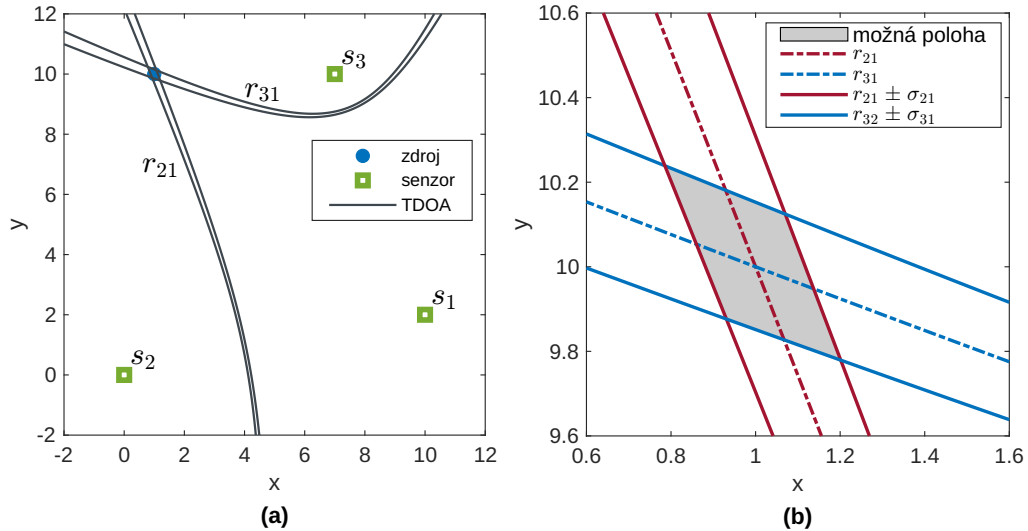 12
10
8
6
4
2
0
-2
y
-2 0 2 4 6 8 10 12
x
s₃
r₃₁
r₂₁
s₁
s₂
zdroj
senzor
TDOA
(a)
10.6
10.4
10.2
10
9.8
9.6
y
0.6 0.8 1 1.2 1.4 1.6
x
možná poloha
r₂₁
r₃₁
r₂₁ ± σ₂₁
r₃₂ ± σ₃₁
(b)